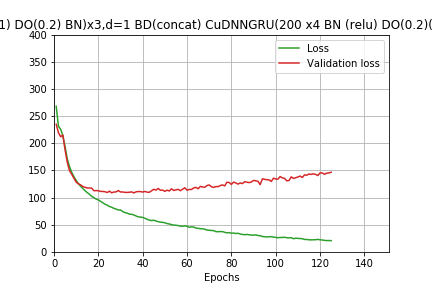 1) DO(0.2) BN)x3,d=1 BD(concat) CuDNNGRU(200 x4 BN (relu) DO(0.2)(
400
350
300
250
200
150
100
50
0
Loss
Validation loss
0 20 40 60 80 100 120 140
Epochs